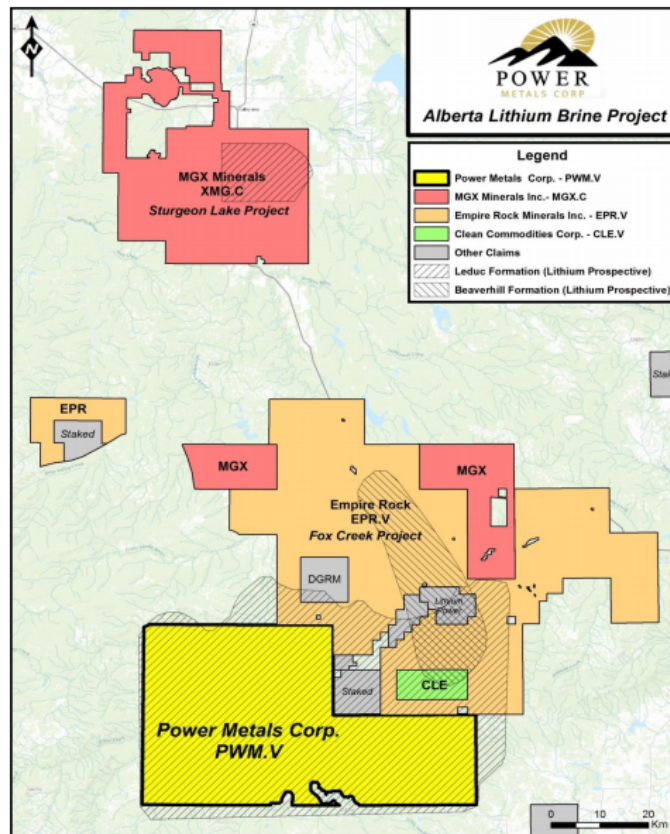 N
POWER
METALS CORP.
Alberta Lithium Brine Project
Legend
Power Metals Corp. - PWM.V
MGX Minerals Inc.- MGX.C
Empire Rock Minerals Inc. - EPR.V
Clean Commodities Corp. - CLE.V
Other Claims
Leduc Formation (Lithium Prospective)
Beaverhill Formation (Lithium Prospective)
MGX Minerals
XMG.C
Sturgeon Lake Project
Stak
EPR
Staked
MGX
MGX
Empire Rock
EPR.V
Fox Creek Project
DGRM
Lithium
Power
Staked
CLE
Power Metals Corp.
PWM.V
0 10 20
Km